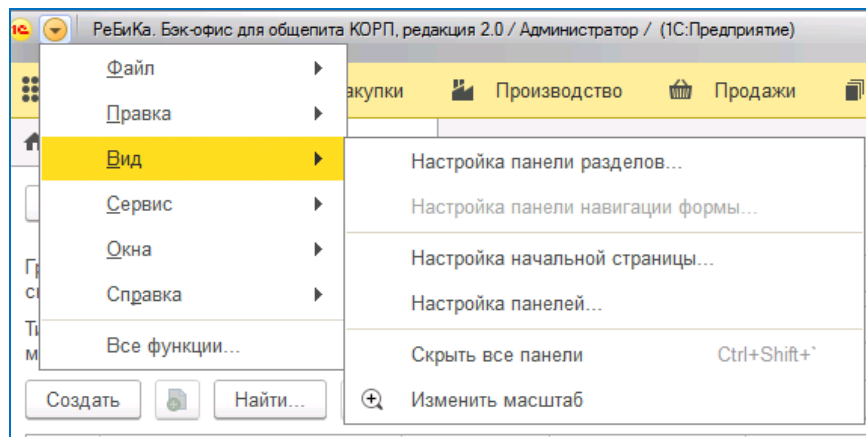 1С РеБиКа. Бэк-офис для общепита КОРП, редакция 2.0 / Администратор / (1С:Предприятие)
Файл
акупки Производство Продажи
Правка
Вид
Настройка панели разделов...
Сервис
Настройка панели навигации формы...
Окна
Настройка начальной страницы...
Справка
Настройка панелей...
Все функции...
Скрыть все панели Ctrl+Shift+`
Создать Найти... Изменить масштаб